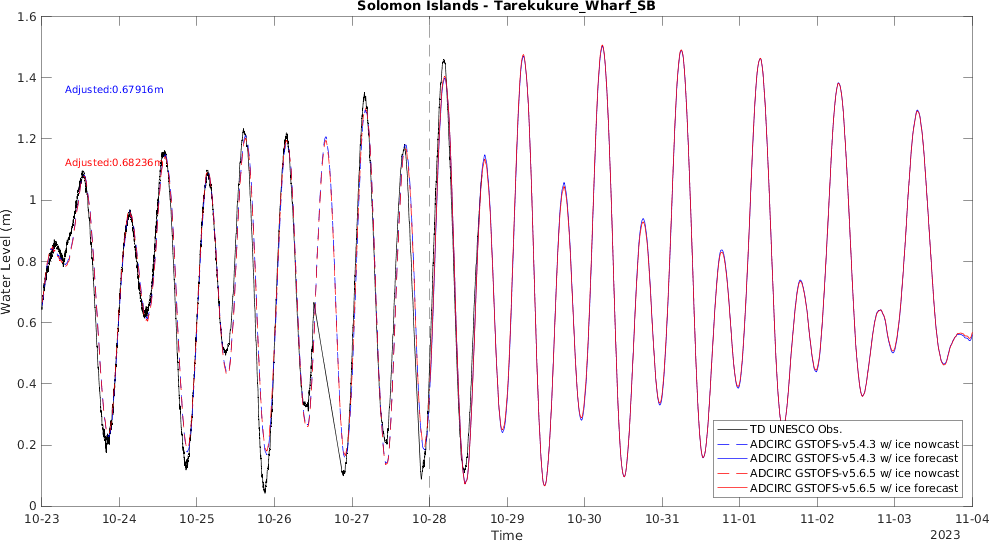 Solomon Islands - Tarekukure_Wharf_SB
1.6
1.4
1.2
1
0.8
0.6
0.4
0.2
0
Water Level (m)
Adjusted:0.67916m
Adjusted:0.68236m
TD UNESCO Obs.
ADCIRC GSTOFS-v5.4.3 w/ ice nowcast
ADCIRC GSTOFS-v5.4.3 w/ ice forecast
ADCIRC GSTOFS-v5.6.5 w/ ice nowcast
ADCIRC GSTOFS-v5.6.5 w/ ice forecast
10-23 10-24 10-25 10-26 10-27 10-28 10-29 10-30 10-31 11-01 11-02 11-03 11-04
Time
2023